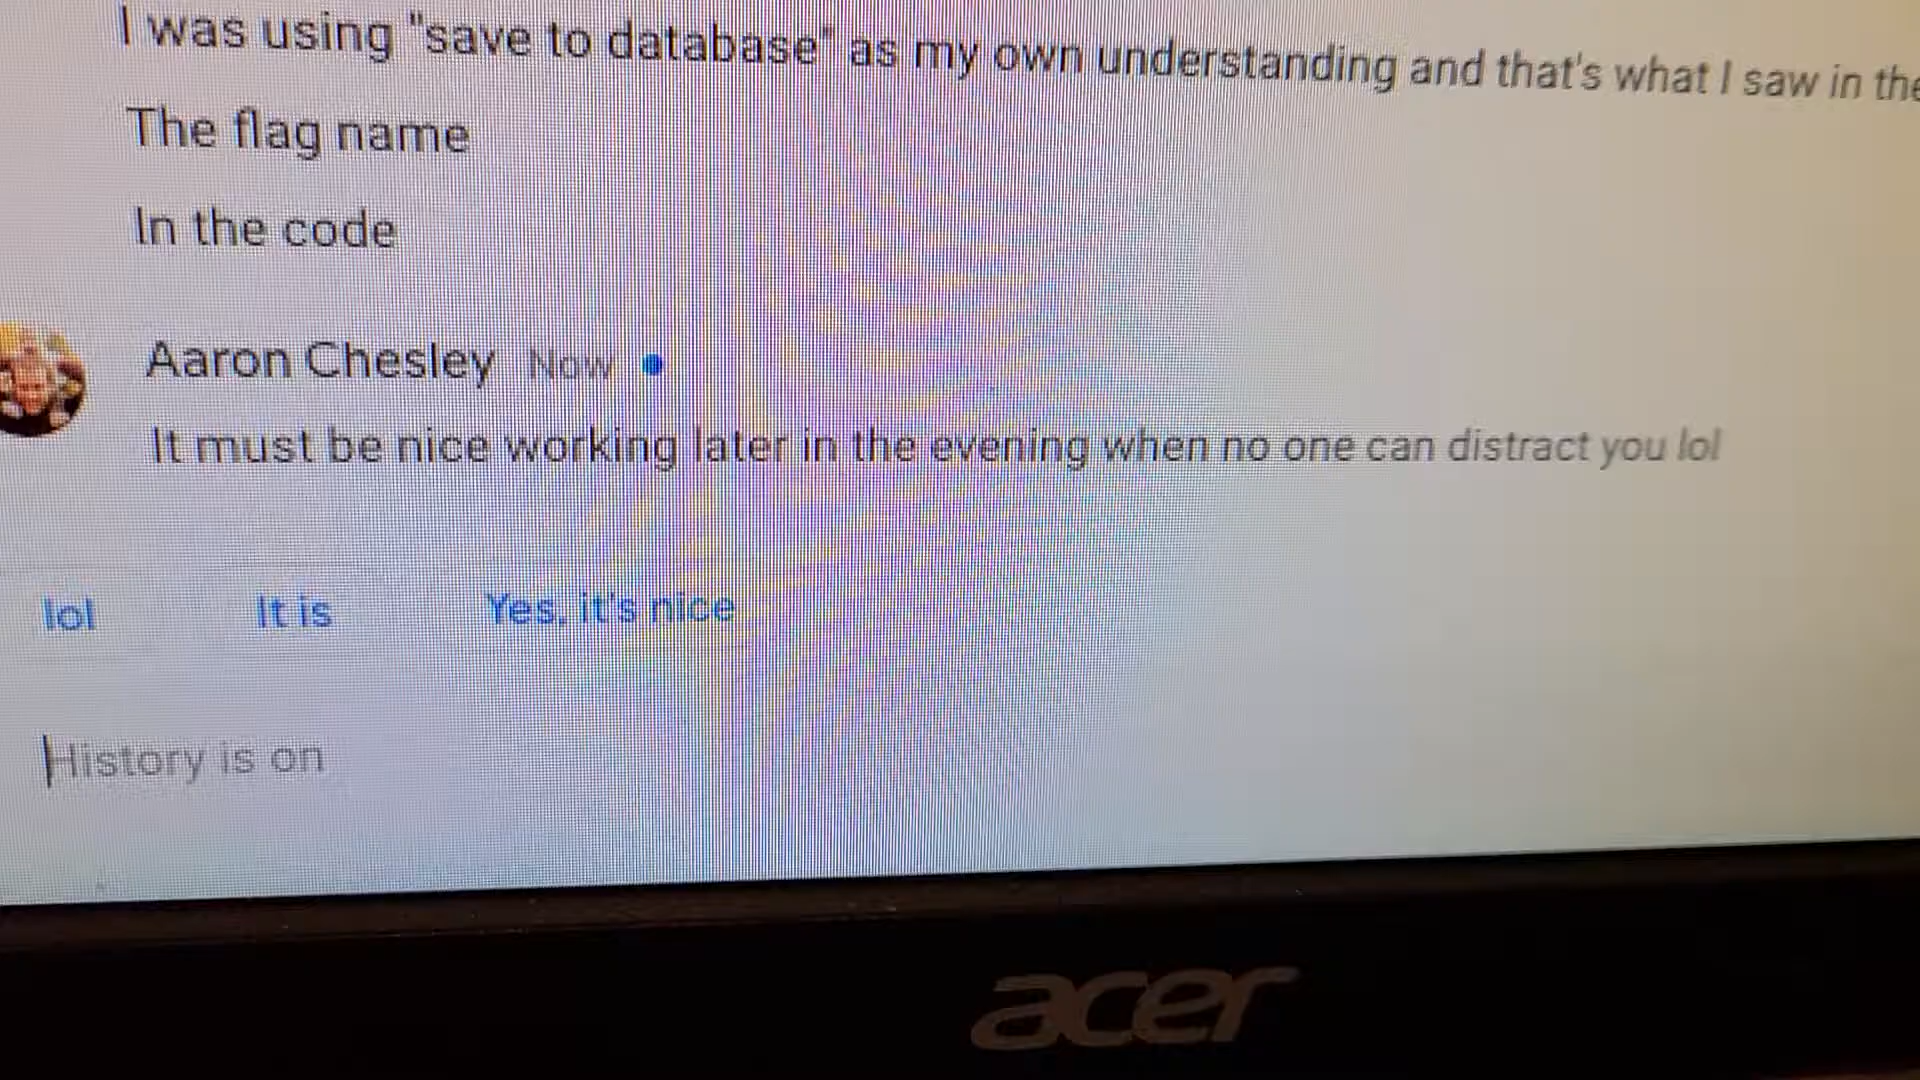 I was using "save to database" as my own understanding and that's what I saw in the
The flag name
In the code
Aaron Chesley Now
It must be nice working later in the evening when no one can distract you lol
lol It is Yes, it's nice
History is on
acer